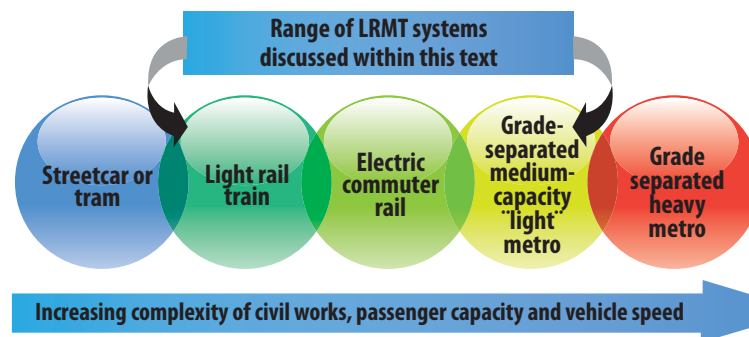 Range of LRMT systems
discussed within this text
Streetcar or
tram
Light rail
train
Electric
commuter
rail
Grade-
separated
medium-
capacity
¨light¨
metro
Grade
separated
heavy
metro
Increasing complexity of civil works, passenger capacity and vehicle speed